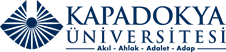 KAPADOKYA
ÜNİVERSİTESİ
Akıl - Ahlak - Adalet - Adap